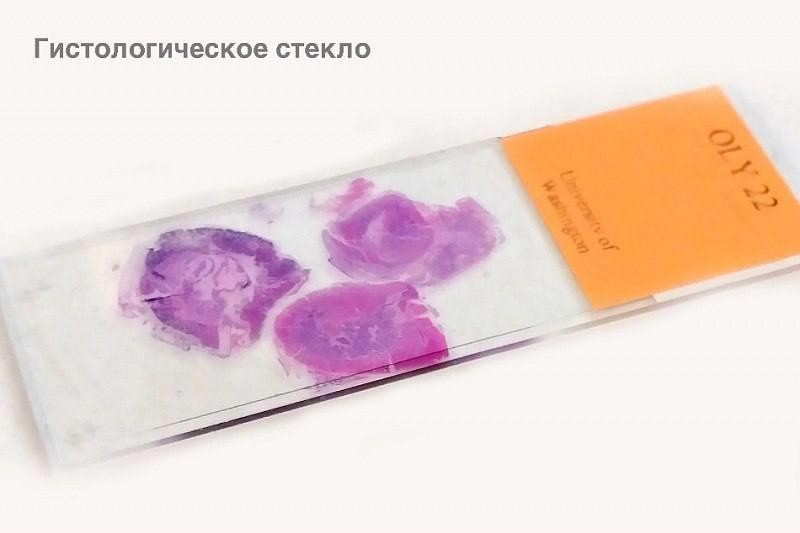 Гистологическое стекло
OLY 22
University of
Washington